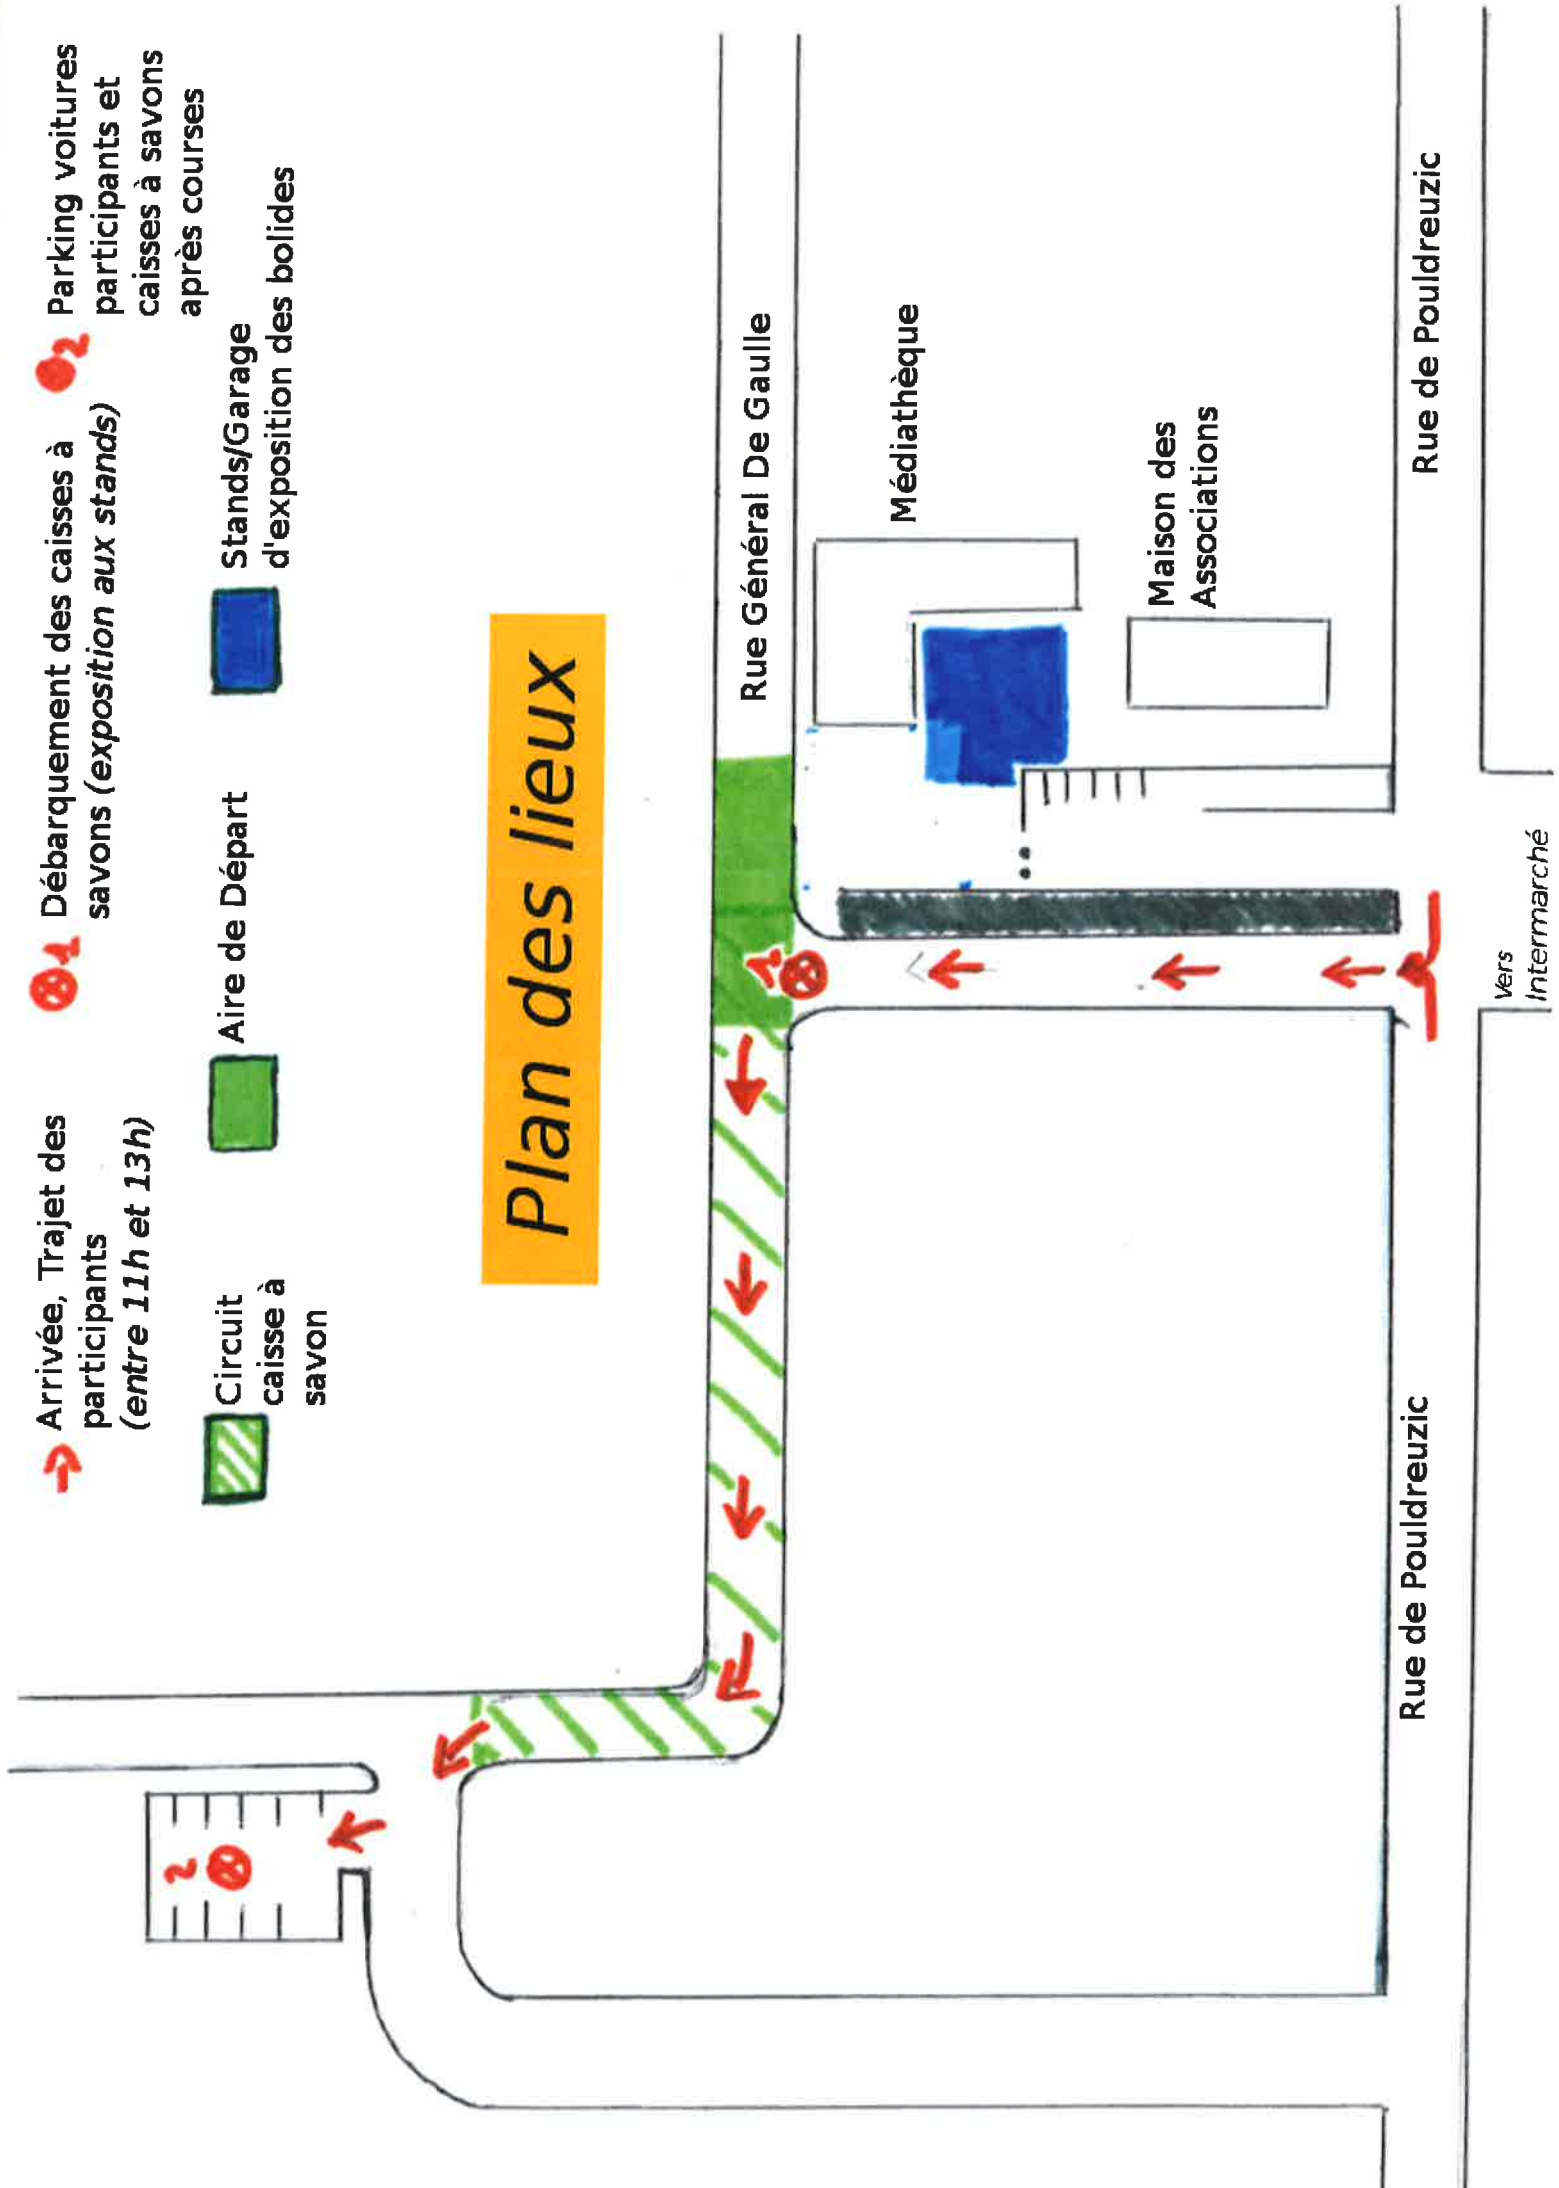 Arrivée, Trajet des
participants
(entre 11h et 13h)
1 Débarquement des caisses à
savons (exposition aux stands)
2 Parking voitures
participants et
caisses à savons
après courses
Circuit
caisse à
savon
Aire de Départ
Stands/Garage
d'exposition des bolides
Plan des lieux
2
Rue Général De Gaulle
1
Médiathèque
Maison des
Associations
Rue de Pouldreuzic
Rue de Pouldreuzic
Vers
Intermarché